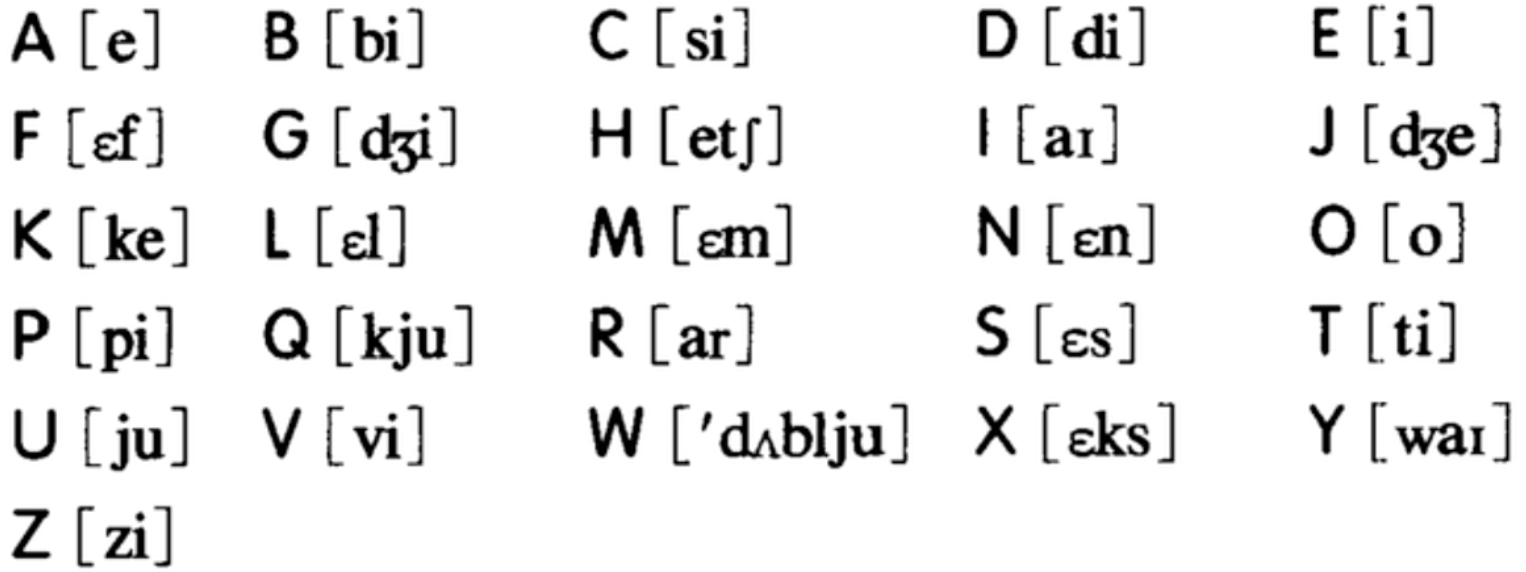 A [e] B [bi] C [si] D [di] E [i]
F [ɛf] G [dʒi] H [etʃ] I [aɪ] J [dʒe]
K [ke] L [ɛl] M [ɛm] N [ɛn] O [o]
P [pi] Q [kju] R [ar] S [ɛs] T [ti]
U [ju] V [vi] W [ˈdʌblju] X [ɛks] Y [waɪ]
Z [zi]